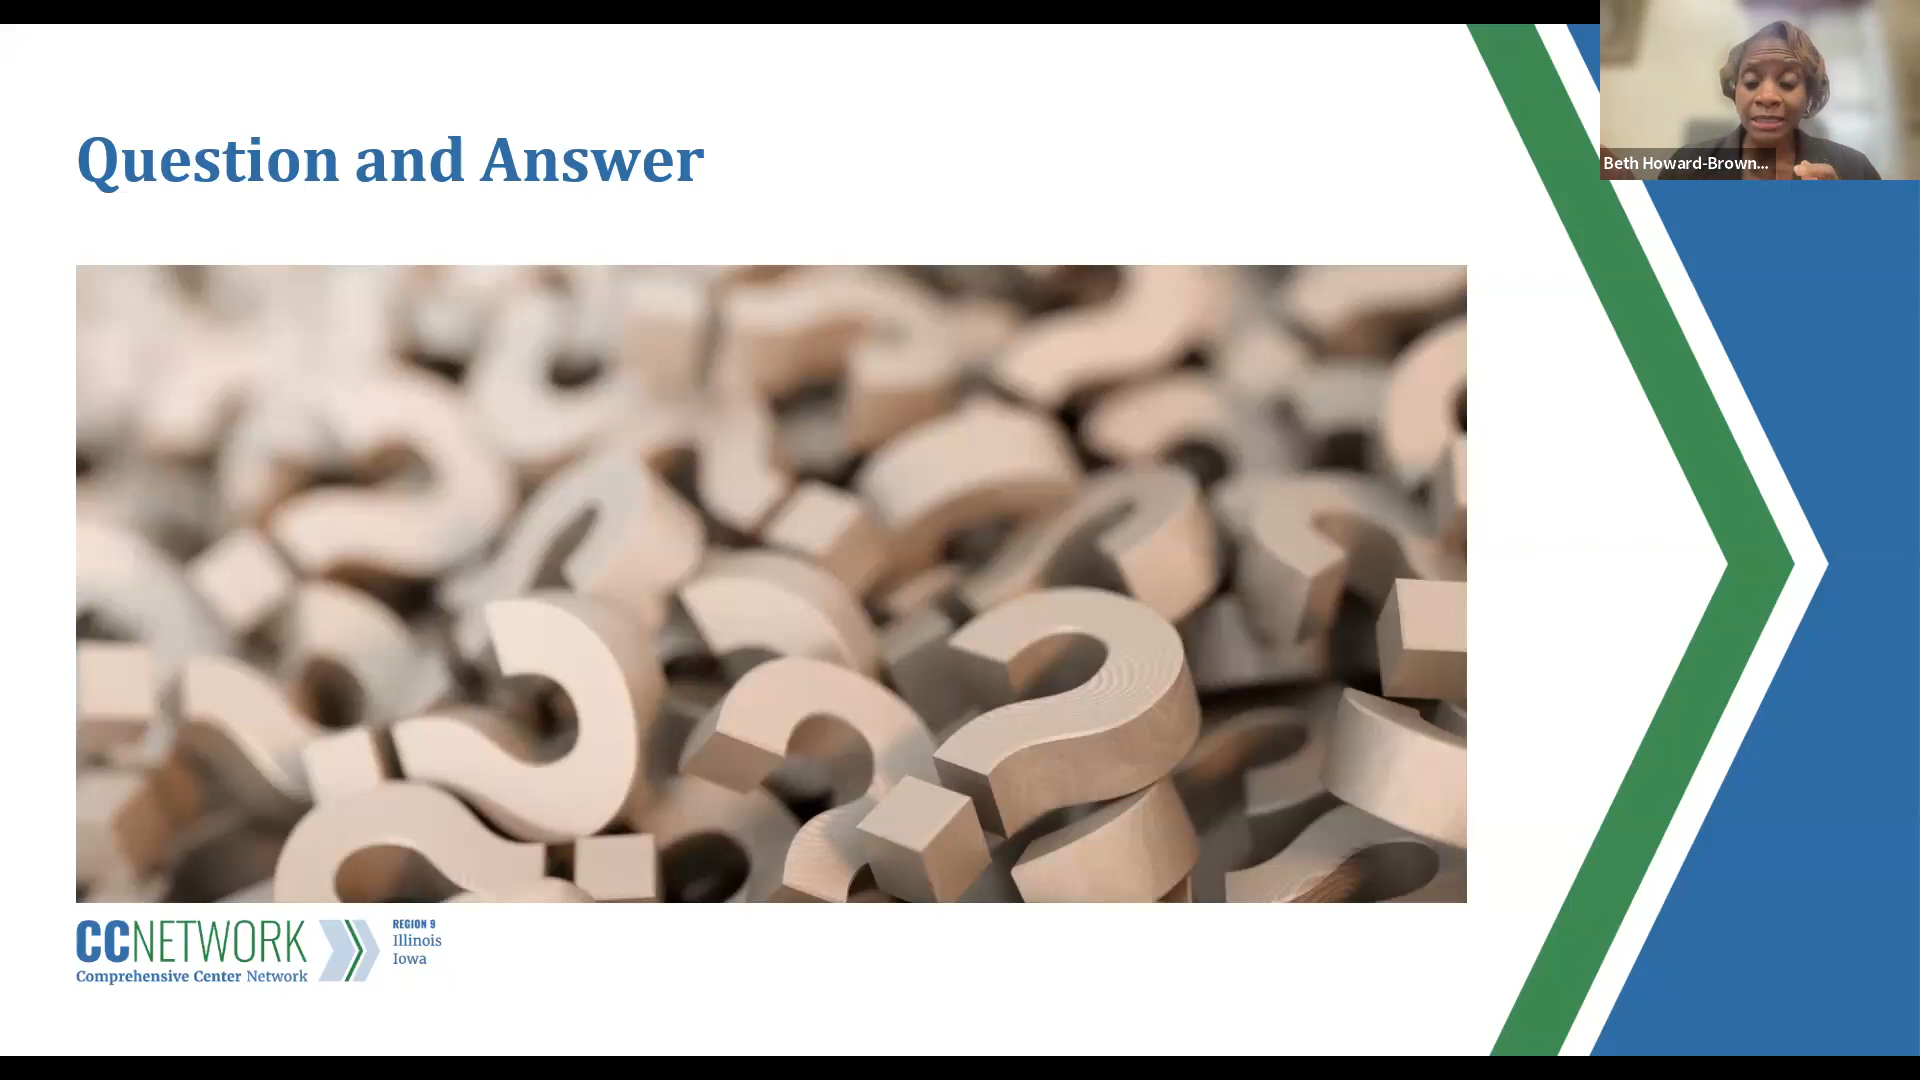 Question and Answer
Beth Howard-Brown...
CCNETWORK
Comprehensive Center Network
REGION 9
Illinois
Iowa